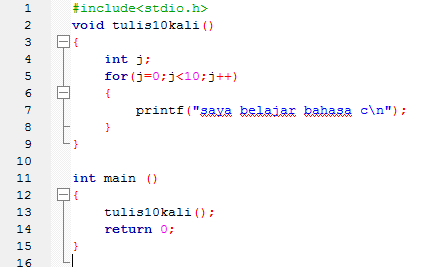 1 #include<stdio.h>
2 void tulis10kali()
3 {
4 int j;
5 for(j=0;j<10;j++)
6 {
7 printf("saya belajar bahasa c\n");
8 }
9 }
10
11 int main ()
12 {
13 tulis10kali();
14 return 0;
15 }
16